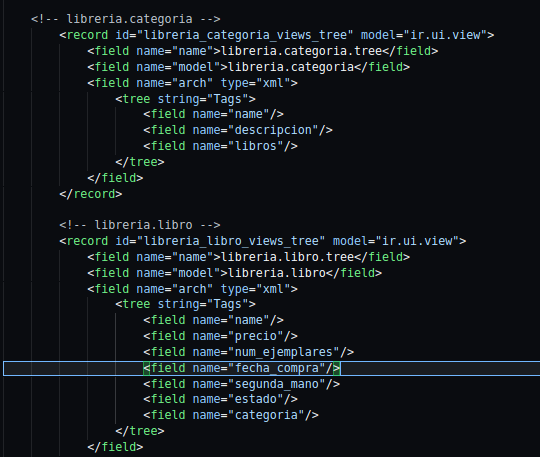 <!-- libreria.categoria -->
<record id="libreria_categoria_views_tree" model="ir.ui.view">
<field name="name">libreria.categoria.tree</field>
<field name="model">libreria.categoria</field>
<field name="arch" type="xml">
<tree string="Tags">
<field name="name"/>
<field name="descripcion"/>
<field name="libros"/>
</tree>
</field>
</record>
<!-- libreria.libro -->
<record id="libreria_libro_views_tree" model="ir.ui.view">
<field name="name">libreria.libro.tree</field>
<field name="model">libreria.libro</field>
<field name="arch" type="xml">
<tree string="Tags">
<field name="name"/>
<field name="precio"/>
<field name="num_ejemplares"/>
<field name="fecha_compra"/>
<field name="segunda_mano"/>
<field name="estado"/>
<field name="categoria"/>
</tree>
</field>